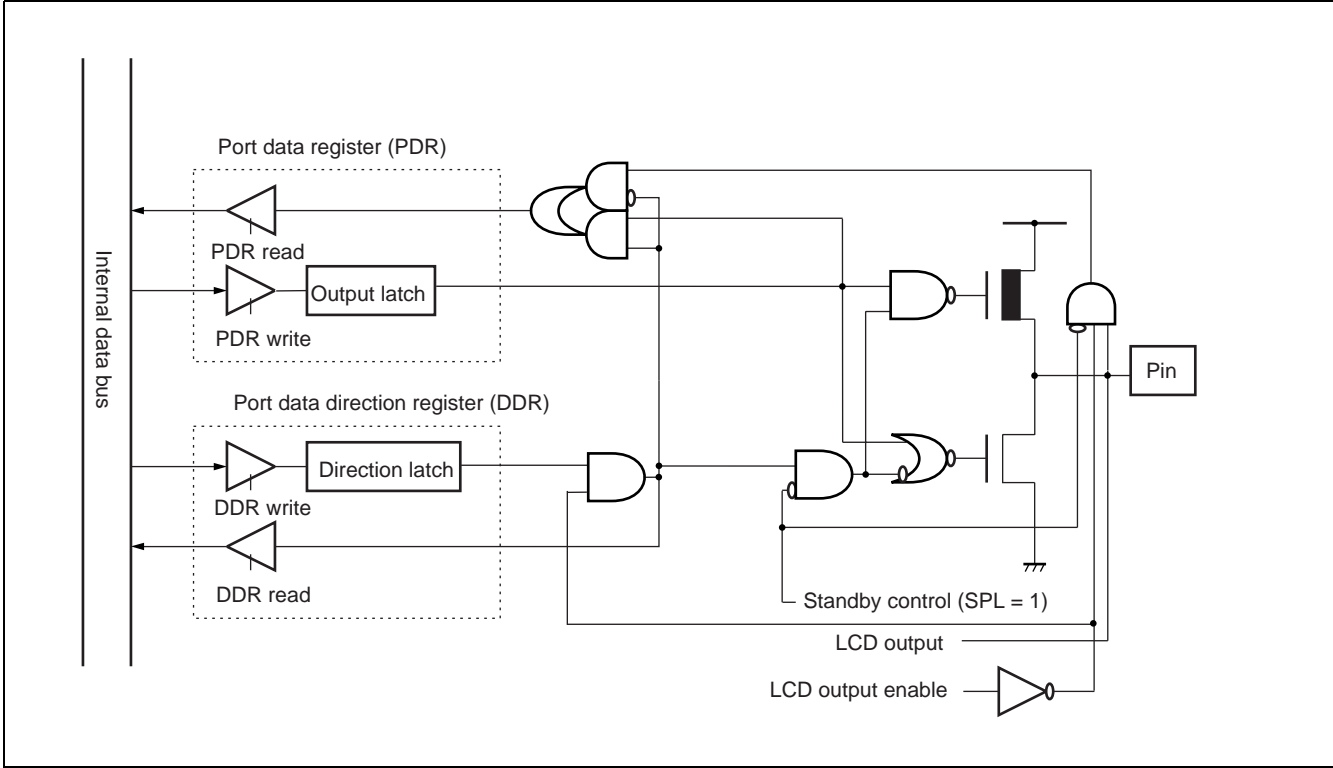 Port data register (PDR)
PDR read
Output latch
PDR write
Internal data bus
Pin
Port data direction register (DDR)
Direction latch
DDR write
DDR read
Standby control (SPL = 1)
LCD output
LCD output enable